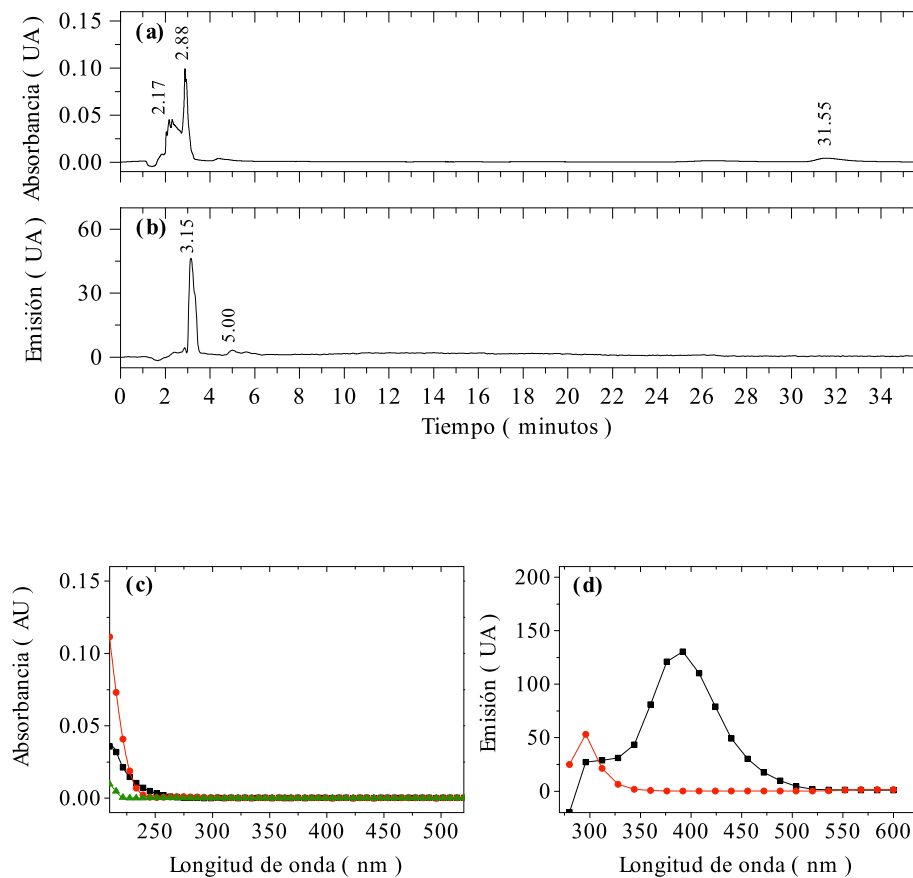 (a)
Absorbancia ( UA )
0.15
0.10
0.05
0.00
2.17
2.88
31.55
(b)
Emisión ( UA )
60
30
0
3.15
5.00
0 2 4 6 8 10 12 14 16 18 20 22 24 26 28 30 32 34
Tiempo ( minutos )
(c)
Absorbancia ( AU )
0.15
0.10
0.05
0.00
250 300 350 400 450 500
Longitud de onda ( nm )
(d)
Emisión ( UA )
200
150
100
50
0
300 350 400 450 500 550 600
Longitud de onda ( nm )